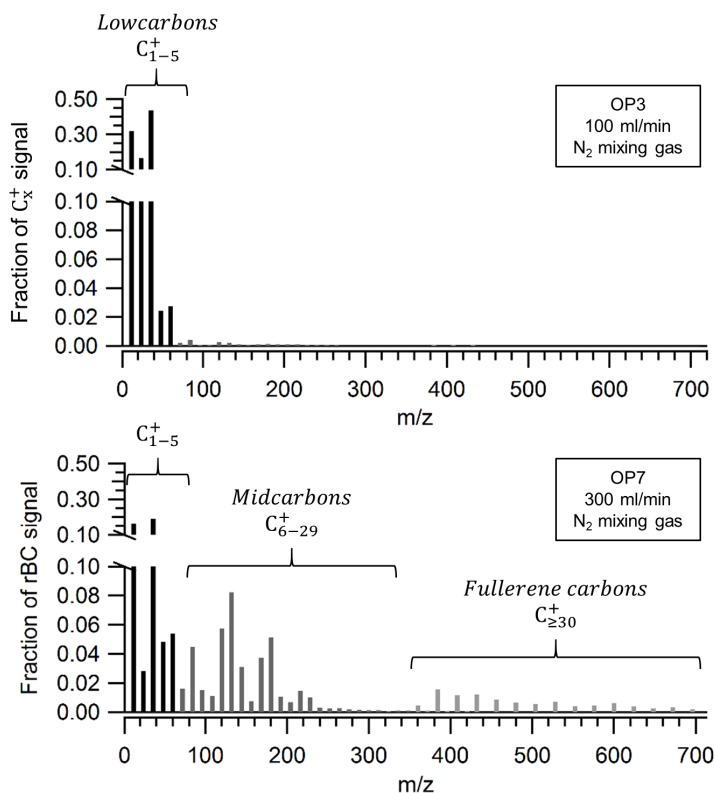 Lowcarbons
C⁺₁₋₅
OP3
100 ml/min
N₂ mixing gas
Fraction of C⁺ₓ signal
0.50
0.30
0.10
0.10
0.08
0.06
0.04
0.02
0.00
0 100 200 300 400 500 600 700
m/z
C⁺₁₋₅
OP7
300 ml/min
N₂ mixing gas
Midcarbons
C⁺₆₋₂₉
Fullerene carbons
C⁺≥₃₀
Fraction of rBC signal
0.50
0.30
0.10
0.10
0.08
0.06
0.04
0.02
0.00
0 100 200 300 400 500 600 700
m/z